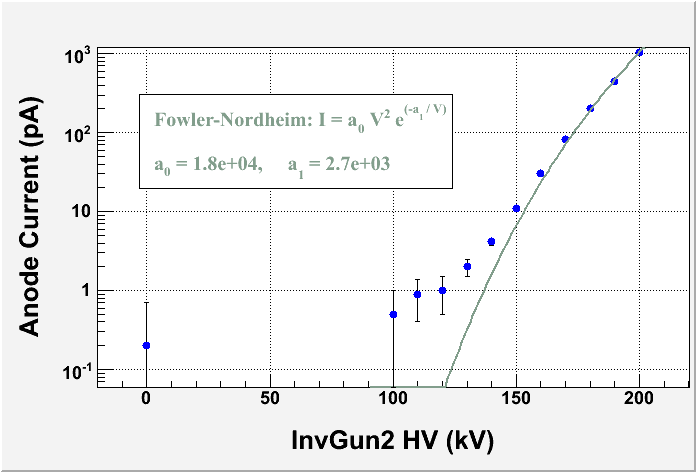 10³
10²
10
1
10⁻¹
Anode Current (pA)
Fowler-Nordheim: I = a₀ V² e^(-a₁ / V)
a₀ = 1.8e+04, a₁ = 2.7e+03
0 50 100 150 200
InvGun2 HV (kV)